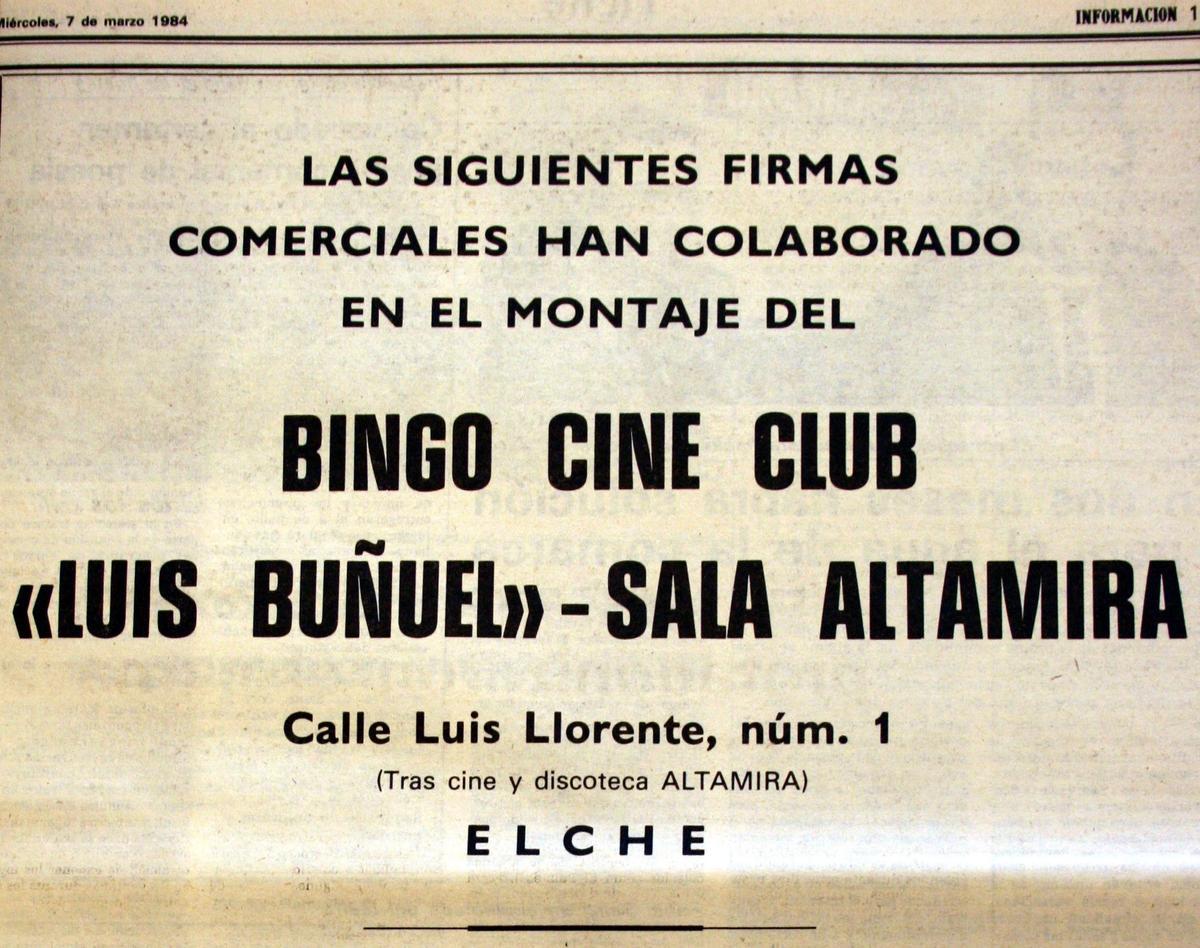 Miércoles, 7 de marzo 1984
INFORMACION 1
LAS SIGUIENTES FIRMAS
COMERCIALES HAN COLABORADO
EN EL MONTAJE DEL
BINGO CINE CLUB
«LUIS BUÑUEL» – SALA ALTAMIRA
Calle Luis Llorente, núm. 1
(Tras cine y discoteca ALTAMIRA)
ELCHE